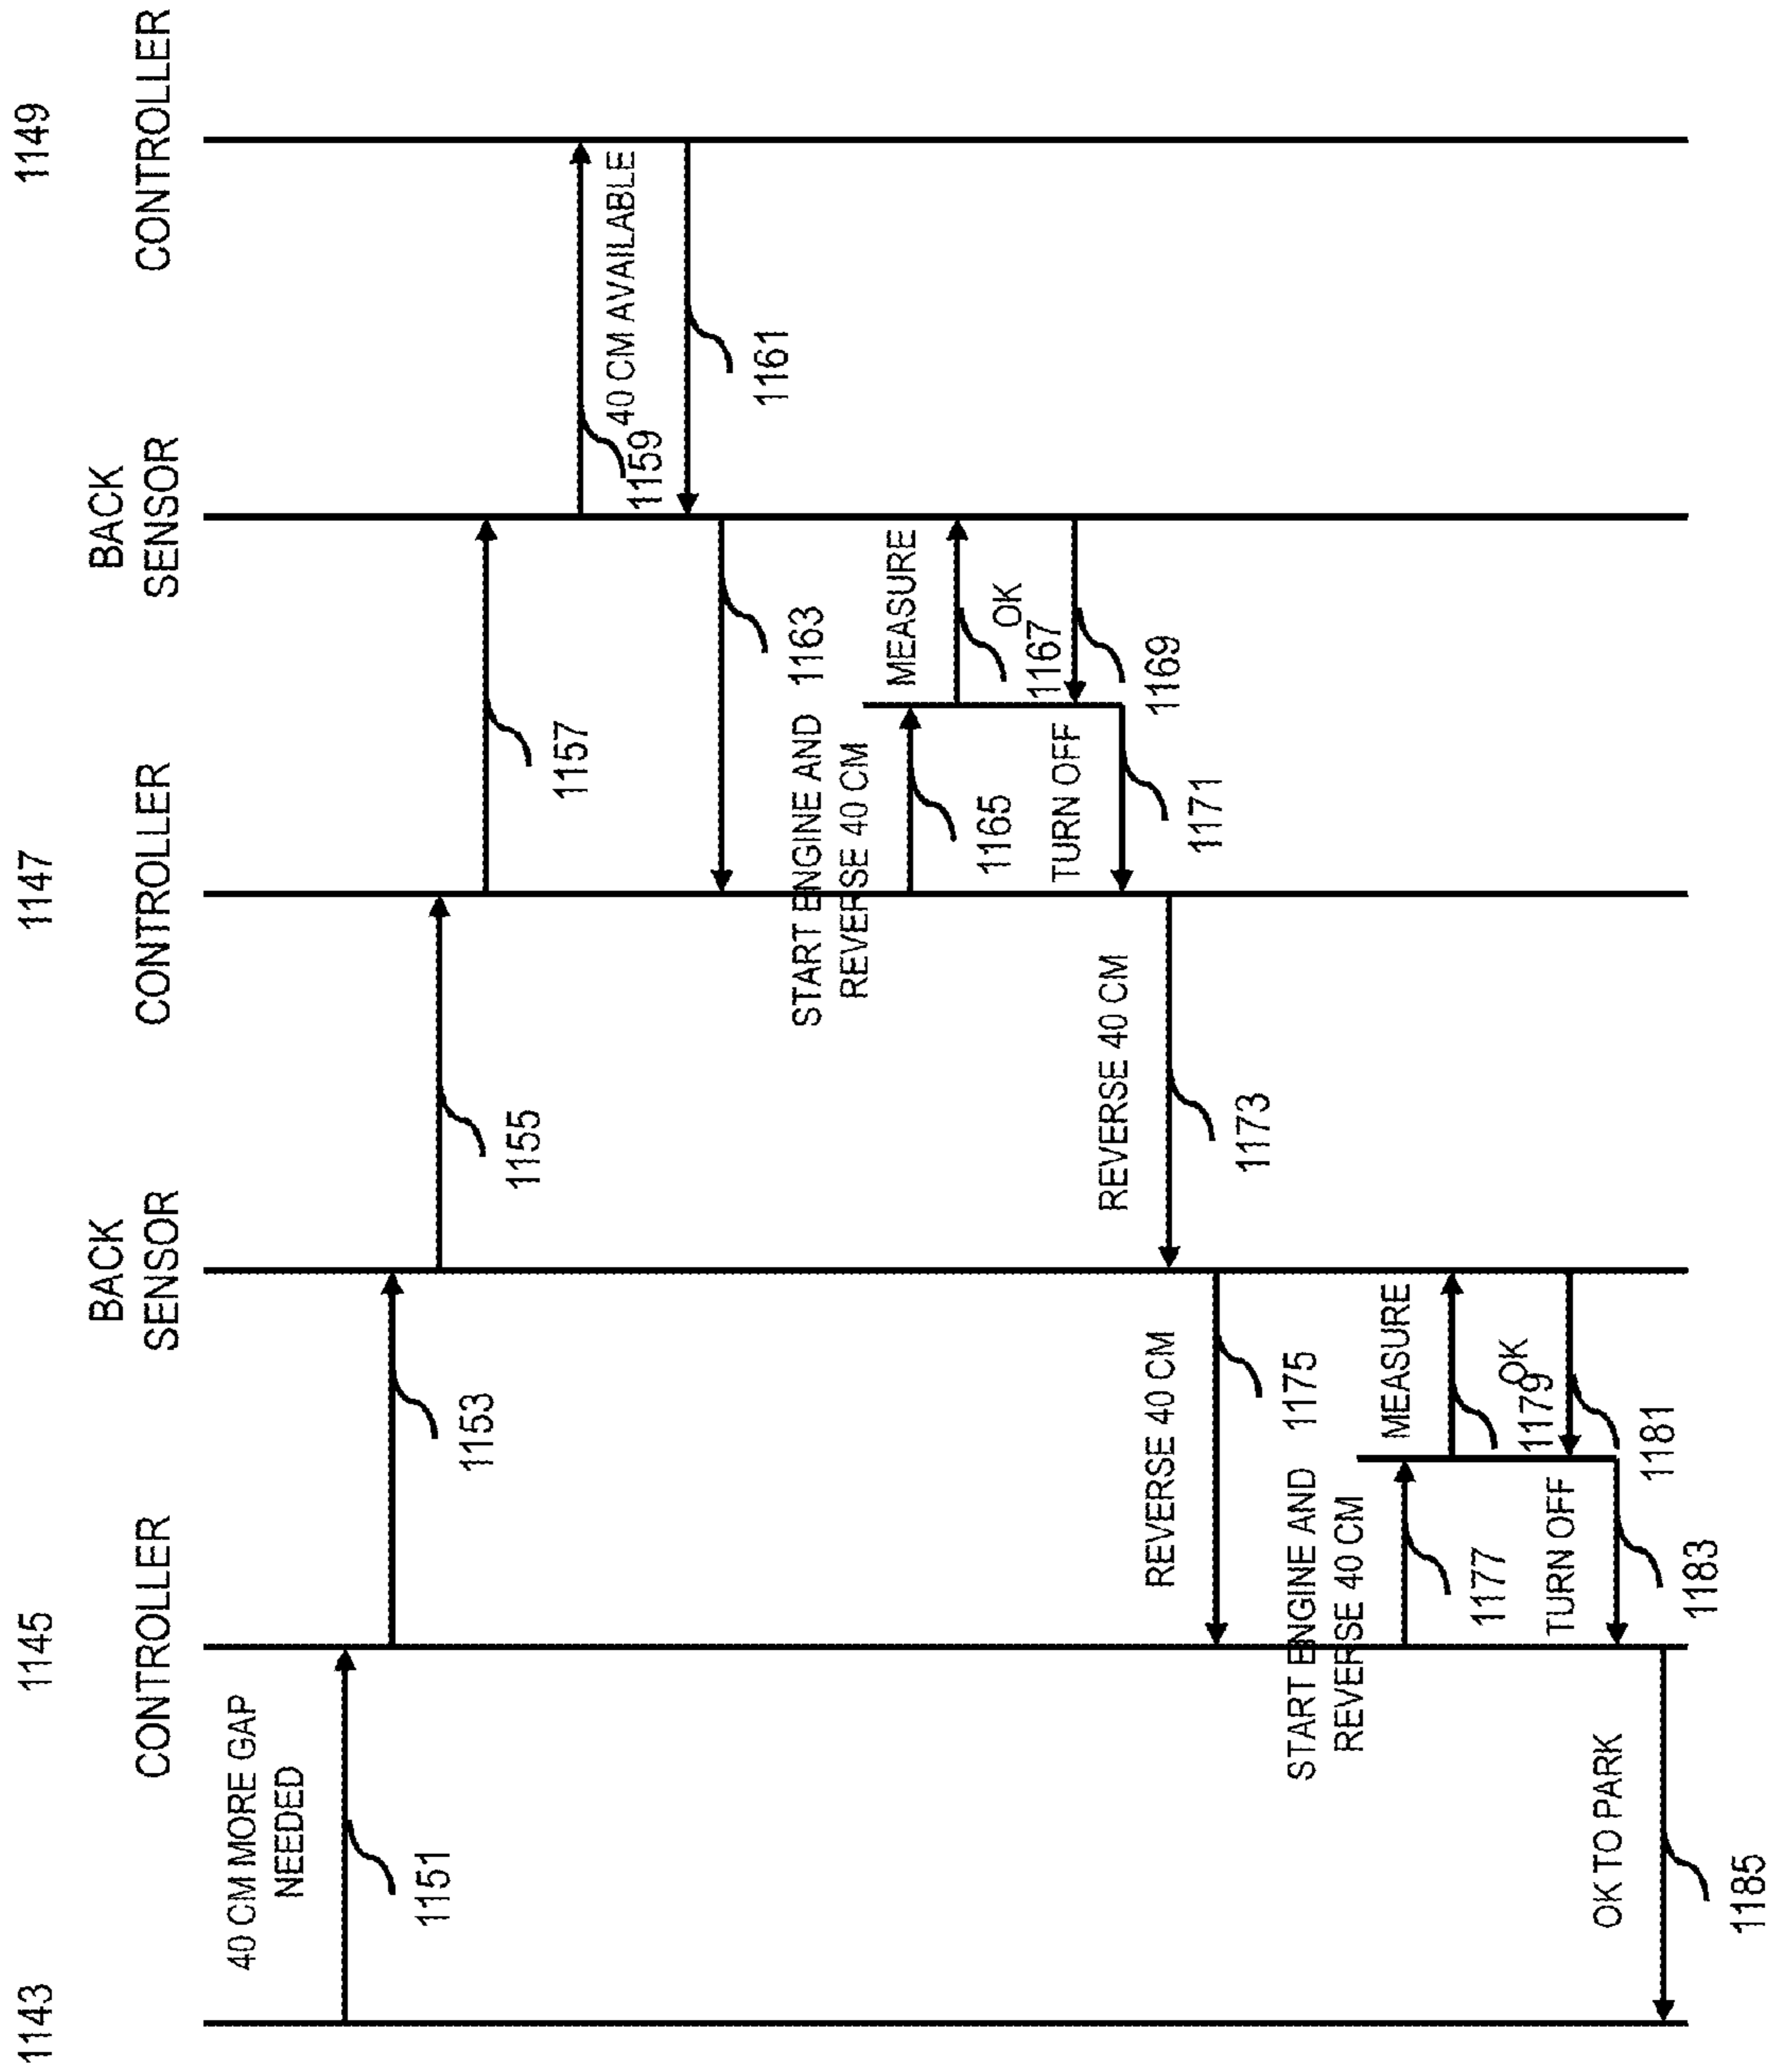 1143
1145
1147
1149
CONTROLLER
BACK
SENSOR
CONTROLLER
BACK
SENSOR
CONTROLLER
40 CM MORE GAP
NEEDED
1151
1153
1155
1157
1159
40 CM AVAILABLE
1161
1163
START ENGINE AND
REVERSE 40 CM
1165
MEASURE
1167
OK
1169
TURN OFF
1171
REVERSE 40 CM
1173
REVERSE 40 CM
1175
START ENGINE AND
REVERSE 40 CM
1177
MEASURE
1179
OK
1181
TURN OFF
1183
OK TO PARK
1185